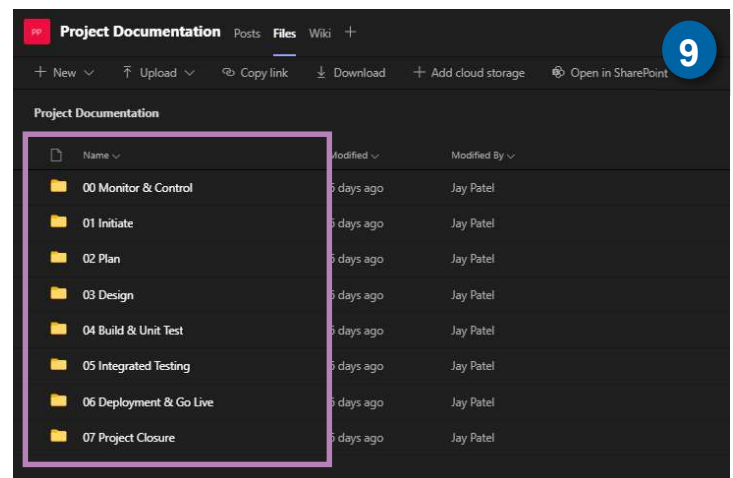 PP Project Documentation Posts Files Wiki +
9
+ New Upload Copy link Download + Add cloud storage Open in SharePoint
Project Documentation
Name Modified Modified By
00 Monitor & Control days ago Jay Patel
01 Initiate days ago Jay Patel
02 Plan days ago Jay Patel
03 Design days ago Jay Patel
04 Build & Unit Test days ago Jay Patel
05 Integrated Testing days ago Jay Patel
06 Deployment & Go Live days ago Jay Patel
07 Project Closure days ago Jay Patel